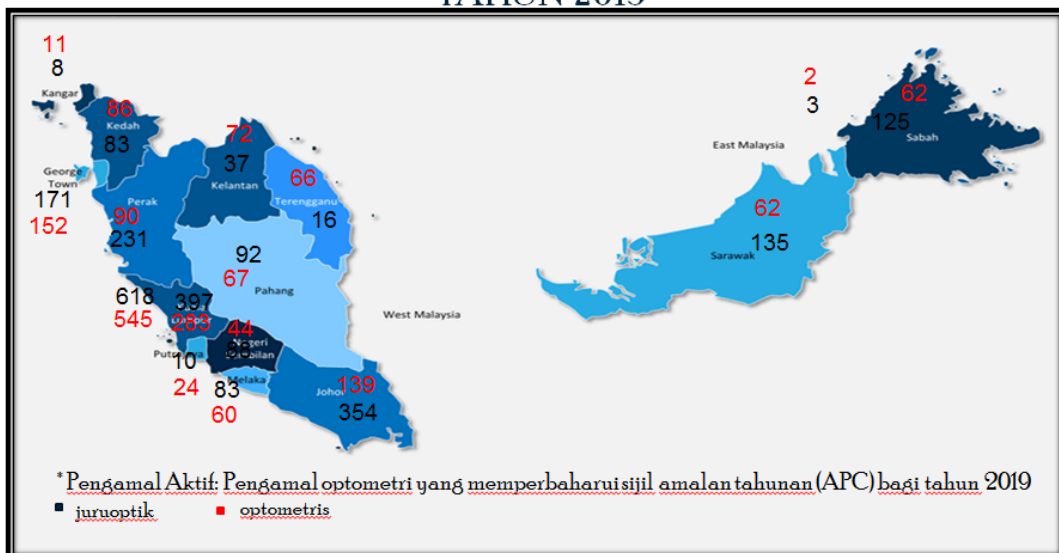 TAHUN 2019
11
8
Kangar
86
Kedah
83
72
37
Kelantan
George
Town
171
152
Perak
90
231
66
Terengganu
16
92
67
Pahang
618
397
545
283
44
Negeri
88
10
24
Melaka
83
60
Johor
139
354
West Malaysia
2
3
East Malaysia
62
125
Sabah
62
135
Sarawak
*Pengamal Aktif: Pengamal optometri yang memperbaharui sijil amalan tahunan (APC) bagi tahun 2019
juruoptik optometris